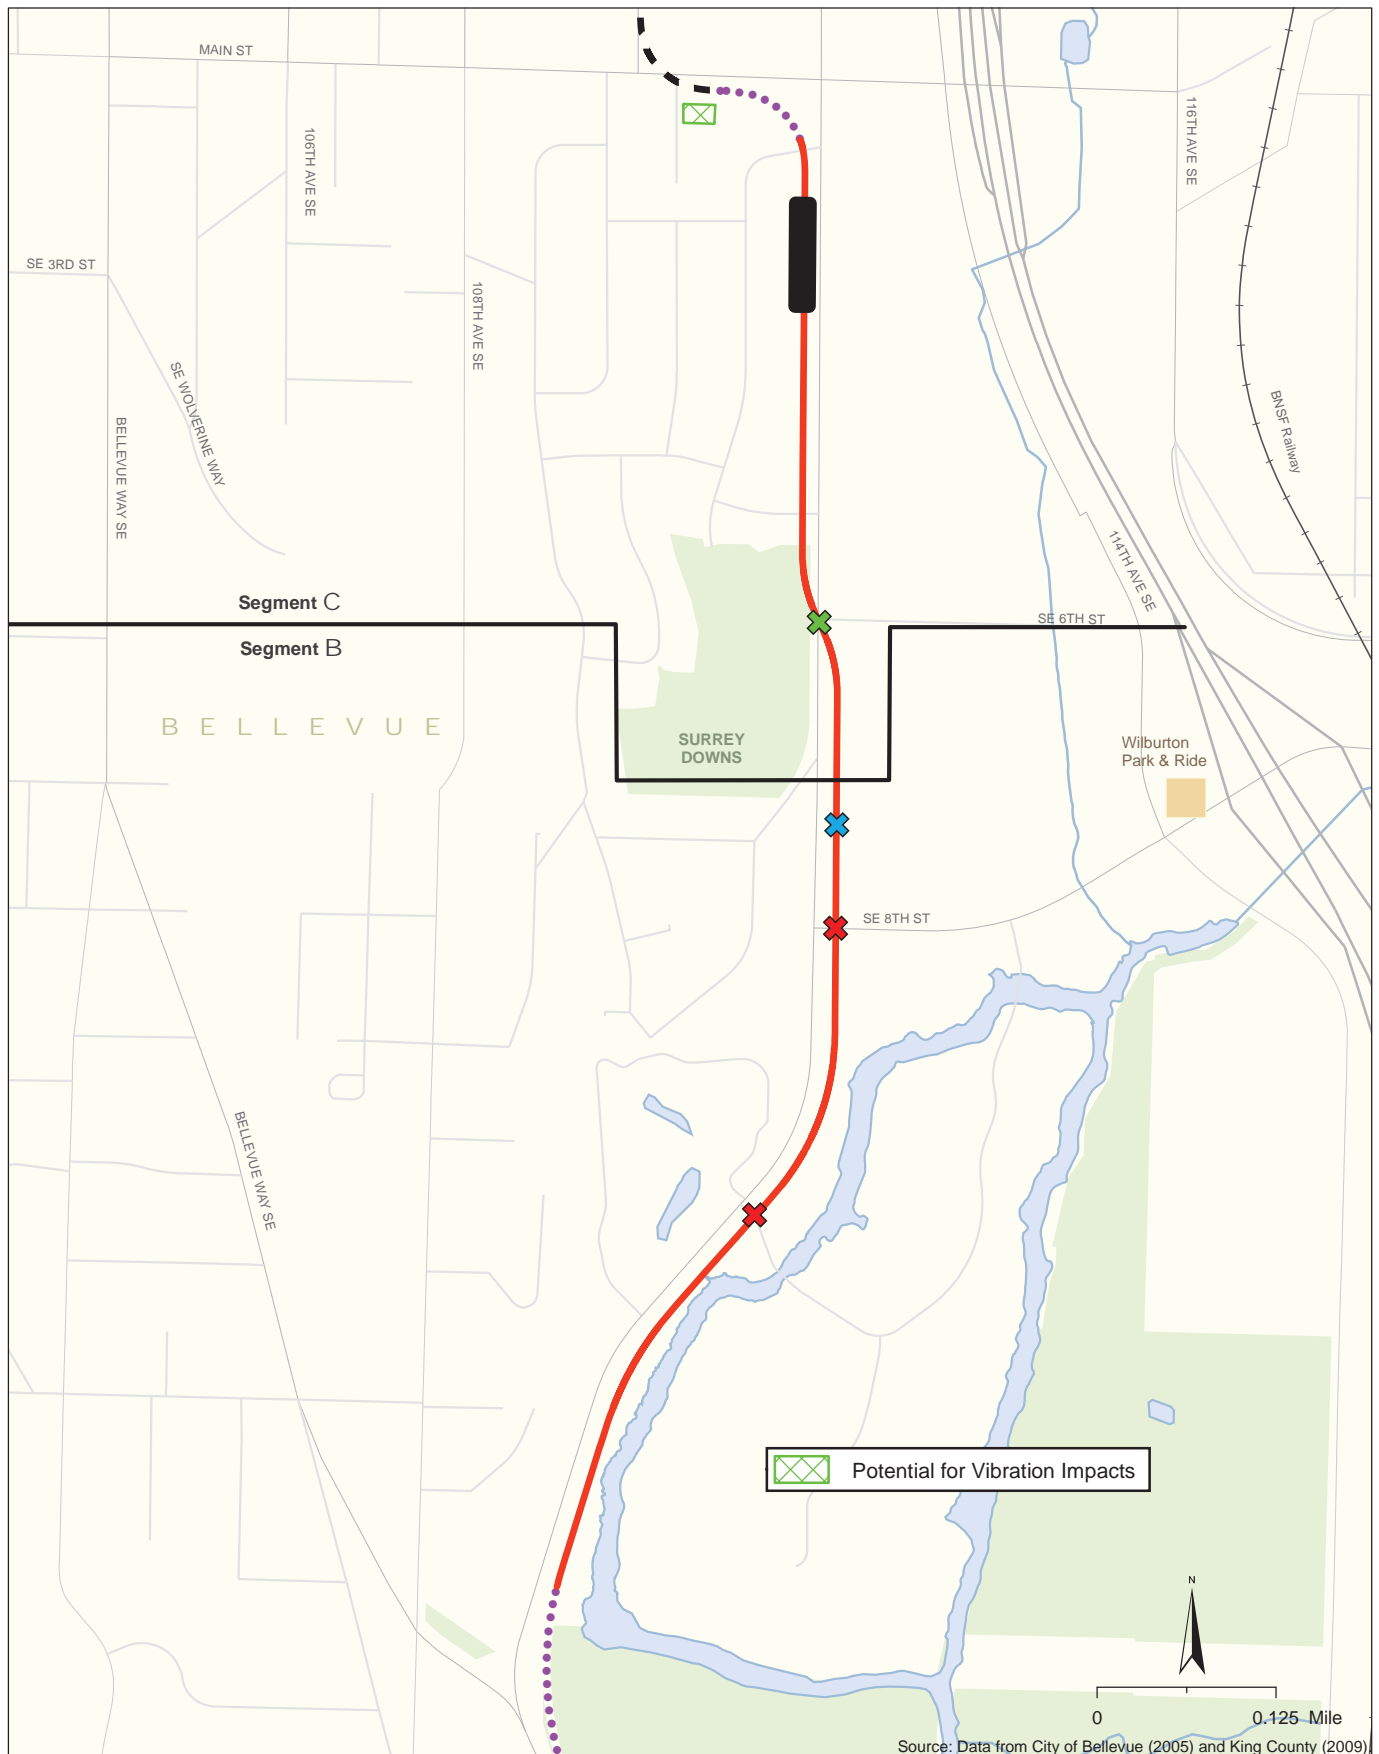 MAIN ST
116TH AVE SE
106TH AVE SE
SE 3RD ST
108TH AVE SE
SE WOLVERINE WAY
BELLEVUE WAY SE
BNSF Railway
114TH AVE SE
Segment C
SE 6TH ST
Segment B
BELLEVUE
SURREY
DOWNS
Wilburton
Park & Ride
SE 8TH ST
BELLEVUE WAY SE
Potential for Vibration Impacts
N
0 0.125 Mile
Source: Data from City of Bellevue (2005) and King County (2009)